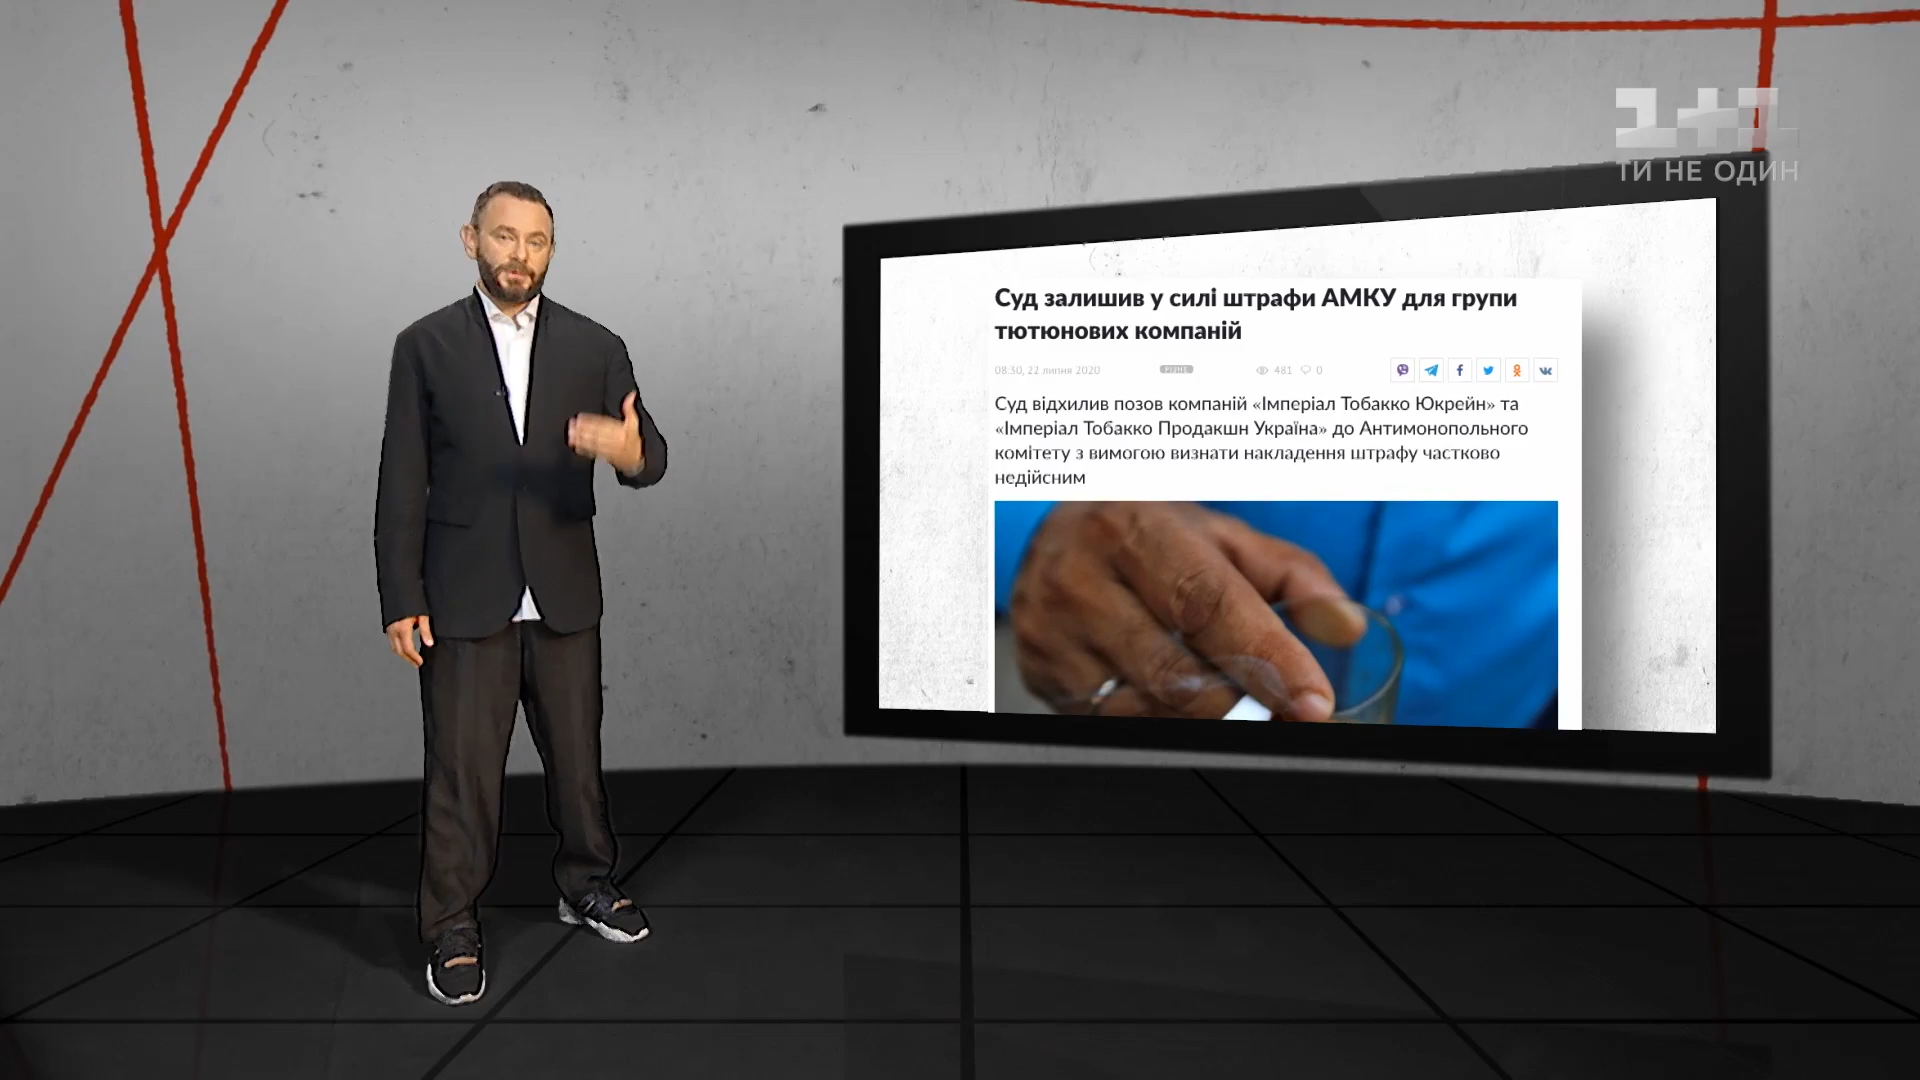 1+1
ТИ НЕ ОДИН
Суд залишив у силі штрафи АМКУ для групи
тютюнових компаній
08:30, 22 липня 2020 РІЗНЕ 481 0
Суд відхилив позов компаній «Імперіал Тобакко Юкрейн» та
«Імперіал Тобакко Продакшн Україна» до Антимонопольного
комітету з вимогою визнати накладення штрафу частково
недійсним